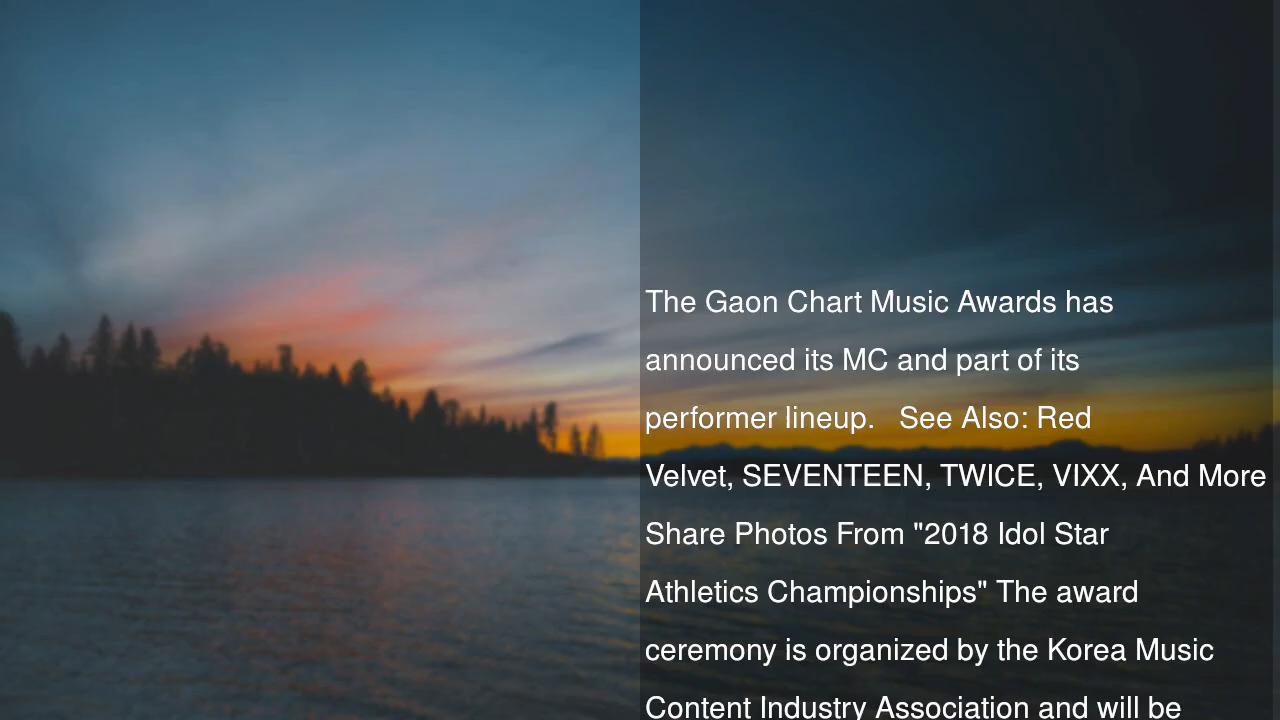 The Gaon Chart Music Awards has
announced its MC and part of its
performer lineup.   See Also: Red
Velvet, SEVENTEEN, TWICE, VIXX, And More
Share Photos From "2018 Idol Star
Athletics Championships" The award
ceremony is organized by the Korea Music
Content Industry Association and will be